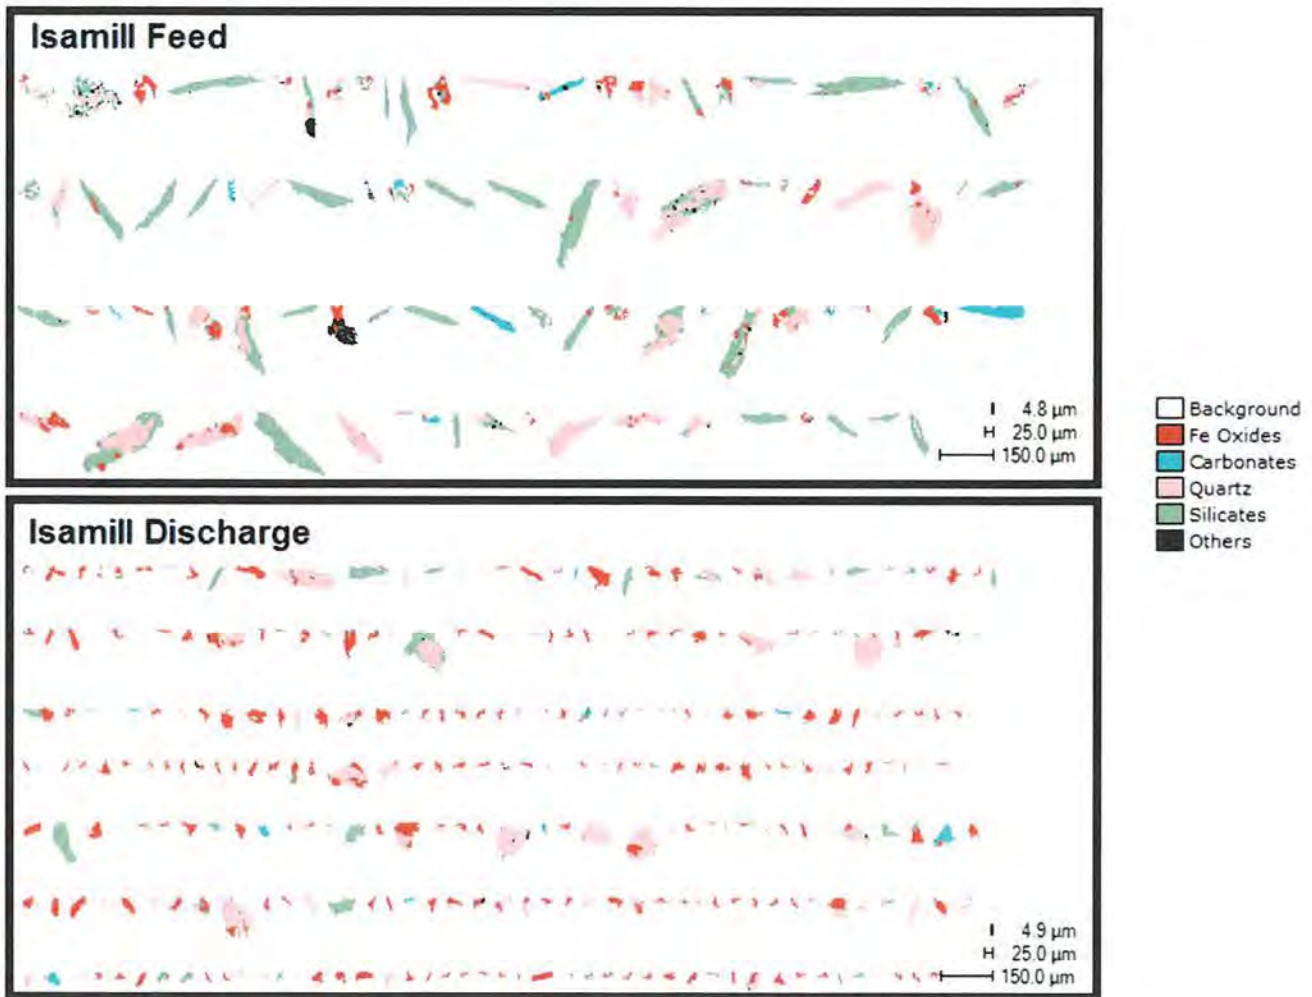 Isamill Feed
4.8 µm
25.0 µm
150.0 µm
Background
Fe Oxides
Carbonates
Quartz
Silicates
Others
Isamill Discharge
4.9 µm
25.0 µm
150.0 µm